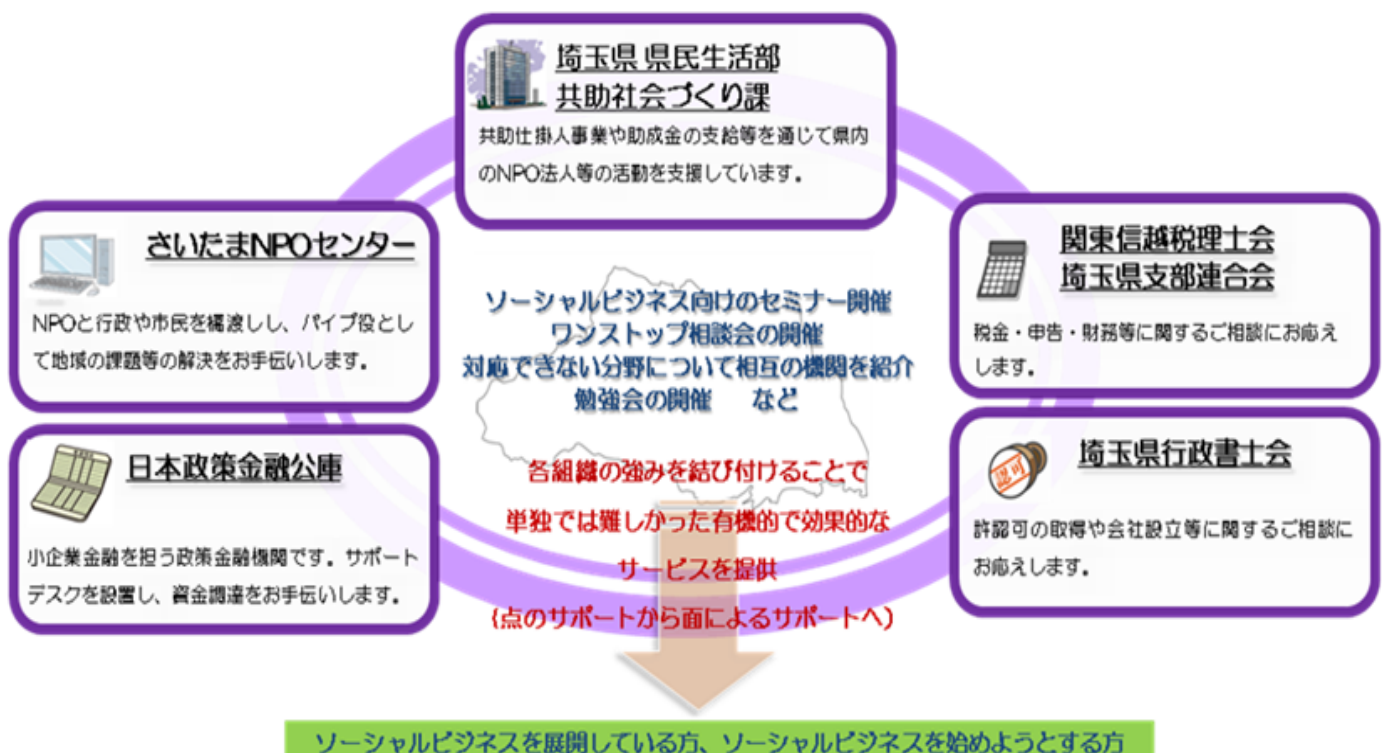 埼玉県 県民生活部
共助社会づくり課
共助仕掛人事業や助成金の支給等を通じて県内
のNPO法人等の活動を支援しています。
さいたまNPOセンター
NPOと行政や市民を橋渡しし、パイプ役とし
て地域の課題等の解決をお手伝いします。
関東信越税理士会
埼玉県支部連合会
税金・申告・財務等に関するご相談にお応え
します。
ソーシャルビジネス向けのセミナー開催
ワンストップ相談会の開催
対応できない分野について相互の機関を紹介
勉強会の開催 など
日本政策金融公庫
小企業金融を担う政策金融機関です。サポート
デスクを設置し、資金調達をお手伝いします。
認可
埼玉県行政書士会
許認可の取得や会社設立等に関するご相談に
お応えします。
各組織の強みを結び付けることで
単独では難しかった有機的で効果的な
サービスを提供
(点のサポートから面によるサポートへ)
ソーシャルビジネスを展開している方、ソーシャルビジネスを始めようとする方